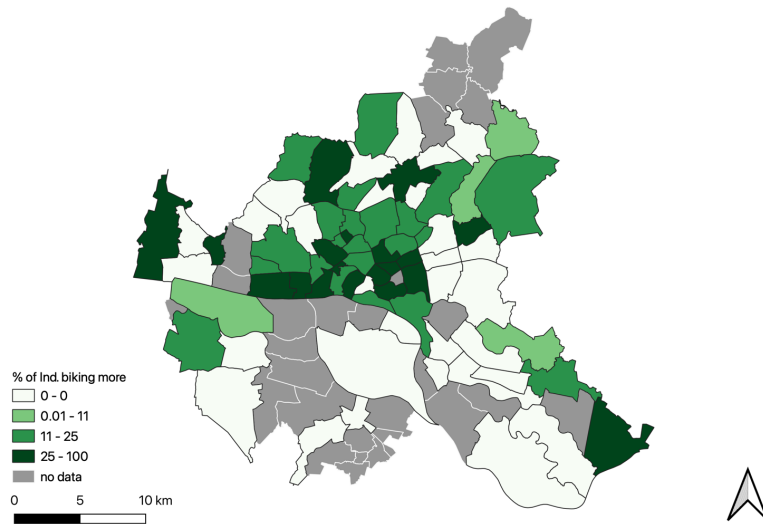 % of Ind. biking more
0 - 0
0.01 - 11
11 - 25
25 - 100
no data
0 5 10 km